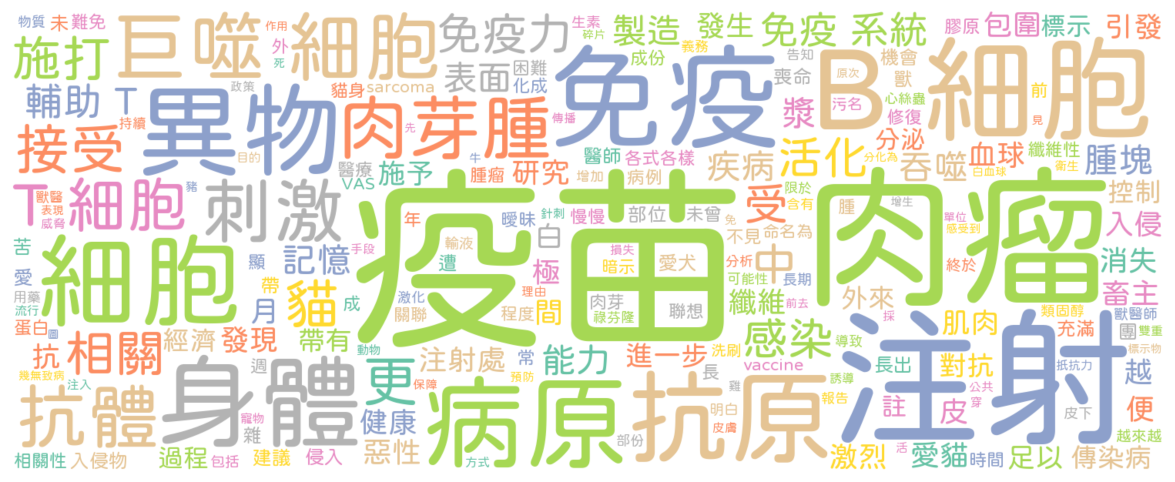 物質 未 難免
施打
巨噬細胞
作用
外
死
政策
免疫力
表面
困難
化成
生素
碎片
製造
成份
義務
發生
免疫系統
告知
喪命
機會
獸
膠原
包圍
標示
引發
輔助T
持續
貓身
sarcoma
異物
肉芽腫
先
傳播
免疫
原次
污名
B細胞
漿
心絲蟲
修復
前
見
接受
目的
醫療
VAS
施予
腫瘤
研究
醫師
各式各樣
牛
增加
病例
疾病
活化
分化為
吞噬
分泌
白血球
血球
纖維性
衛生
腫塊
T細胞
獸醫
表現
威脅
豬
刺激
年
曖昧
針刺
慢慢
部位
未曾
免
受
限於
含有
腫
增生
單位
感受到
控制
入侵
苦
愛
細胞
顯
記憶
手段
白
遭
輸液
極
疫苗
損失
暗示
愛犬
不見
命名為
中
分析
可能性
長期
肉瘤
終於
消失
用藥
流行
帶
月
貓
成
激化
關聯
理由
程度
間
肉芽
祿芬隆
聯想
纖維
前去
外來
採
類固醇
獸醫師
畜主
蛋白
圖
抗
相關
經濟
發現
帶有
動物
注射處
常
預防
能力
進一步
洗刷
vaccine
感染
導致
長出
肌肉
對抗
充滿
團
雙重
標示物
幾無致病
注入
抗體
身體
週
更
保障
健康
病原
長
雞
明白
皮膚
抗原
誘導
報告
注射
註
公共
皮
穿
抵抗力
皮下
越
便
越來越
相關性
入侵物
寵物
雜
過程
包括
建議
侵入
惡性
方式
部份
激烈
活
愛貓
時間
足以
傳染病